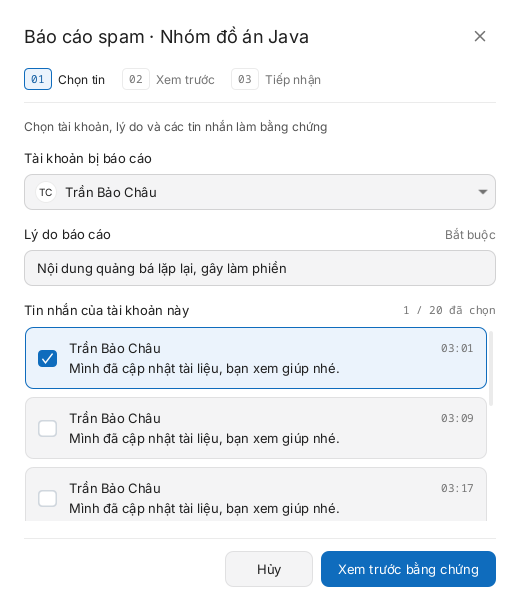 Báo cáo spam · Nhóm đồ án Java
01 Chọn tin 02 Xem trước 03 Tiếp nhận
Chọn tài khoản, lý do và các tin nhắn làm bằng chứng
Tài khoản bị báo cáo
TC Trần Bảo Châu
Lý do báo cáo Bắt buộc
Nội dung quảng bá lặp lại, gây làm phiền
Tin nhắn của tài khoản này 1 / 20 đã chọn
Trần Bảo Châu 03:01
Mình đã cập nhật tài liệu, bạn xem giúp nhé.
Trần Bảo Châu 03:09
Mình đã cập nhật tài liệu, bạn xem giúp nhé.
Trần Bảo Châu 03:17
Mình đã cập nhật tài liệu, bạn xem giúp nhé.
Hủy Xem trước bằng chứng